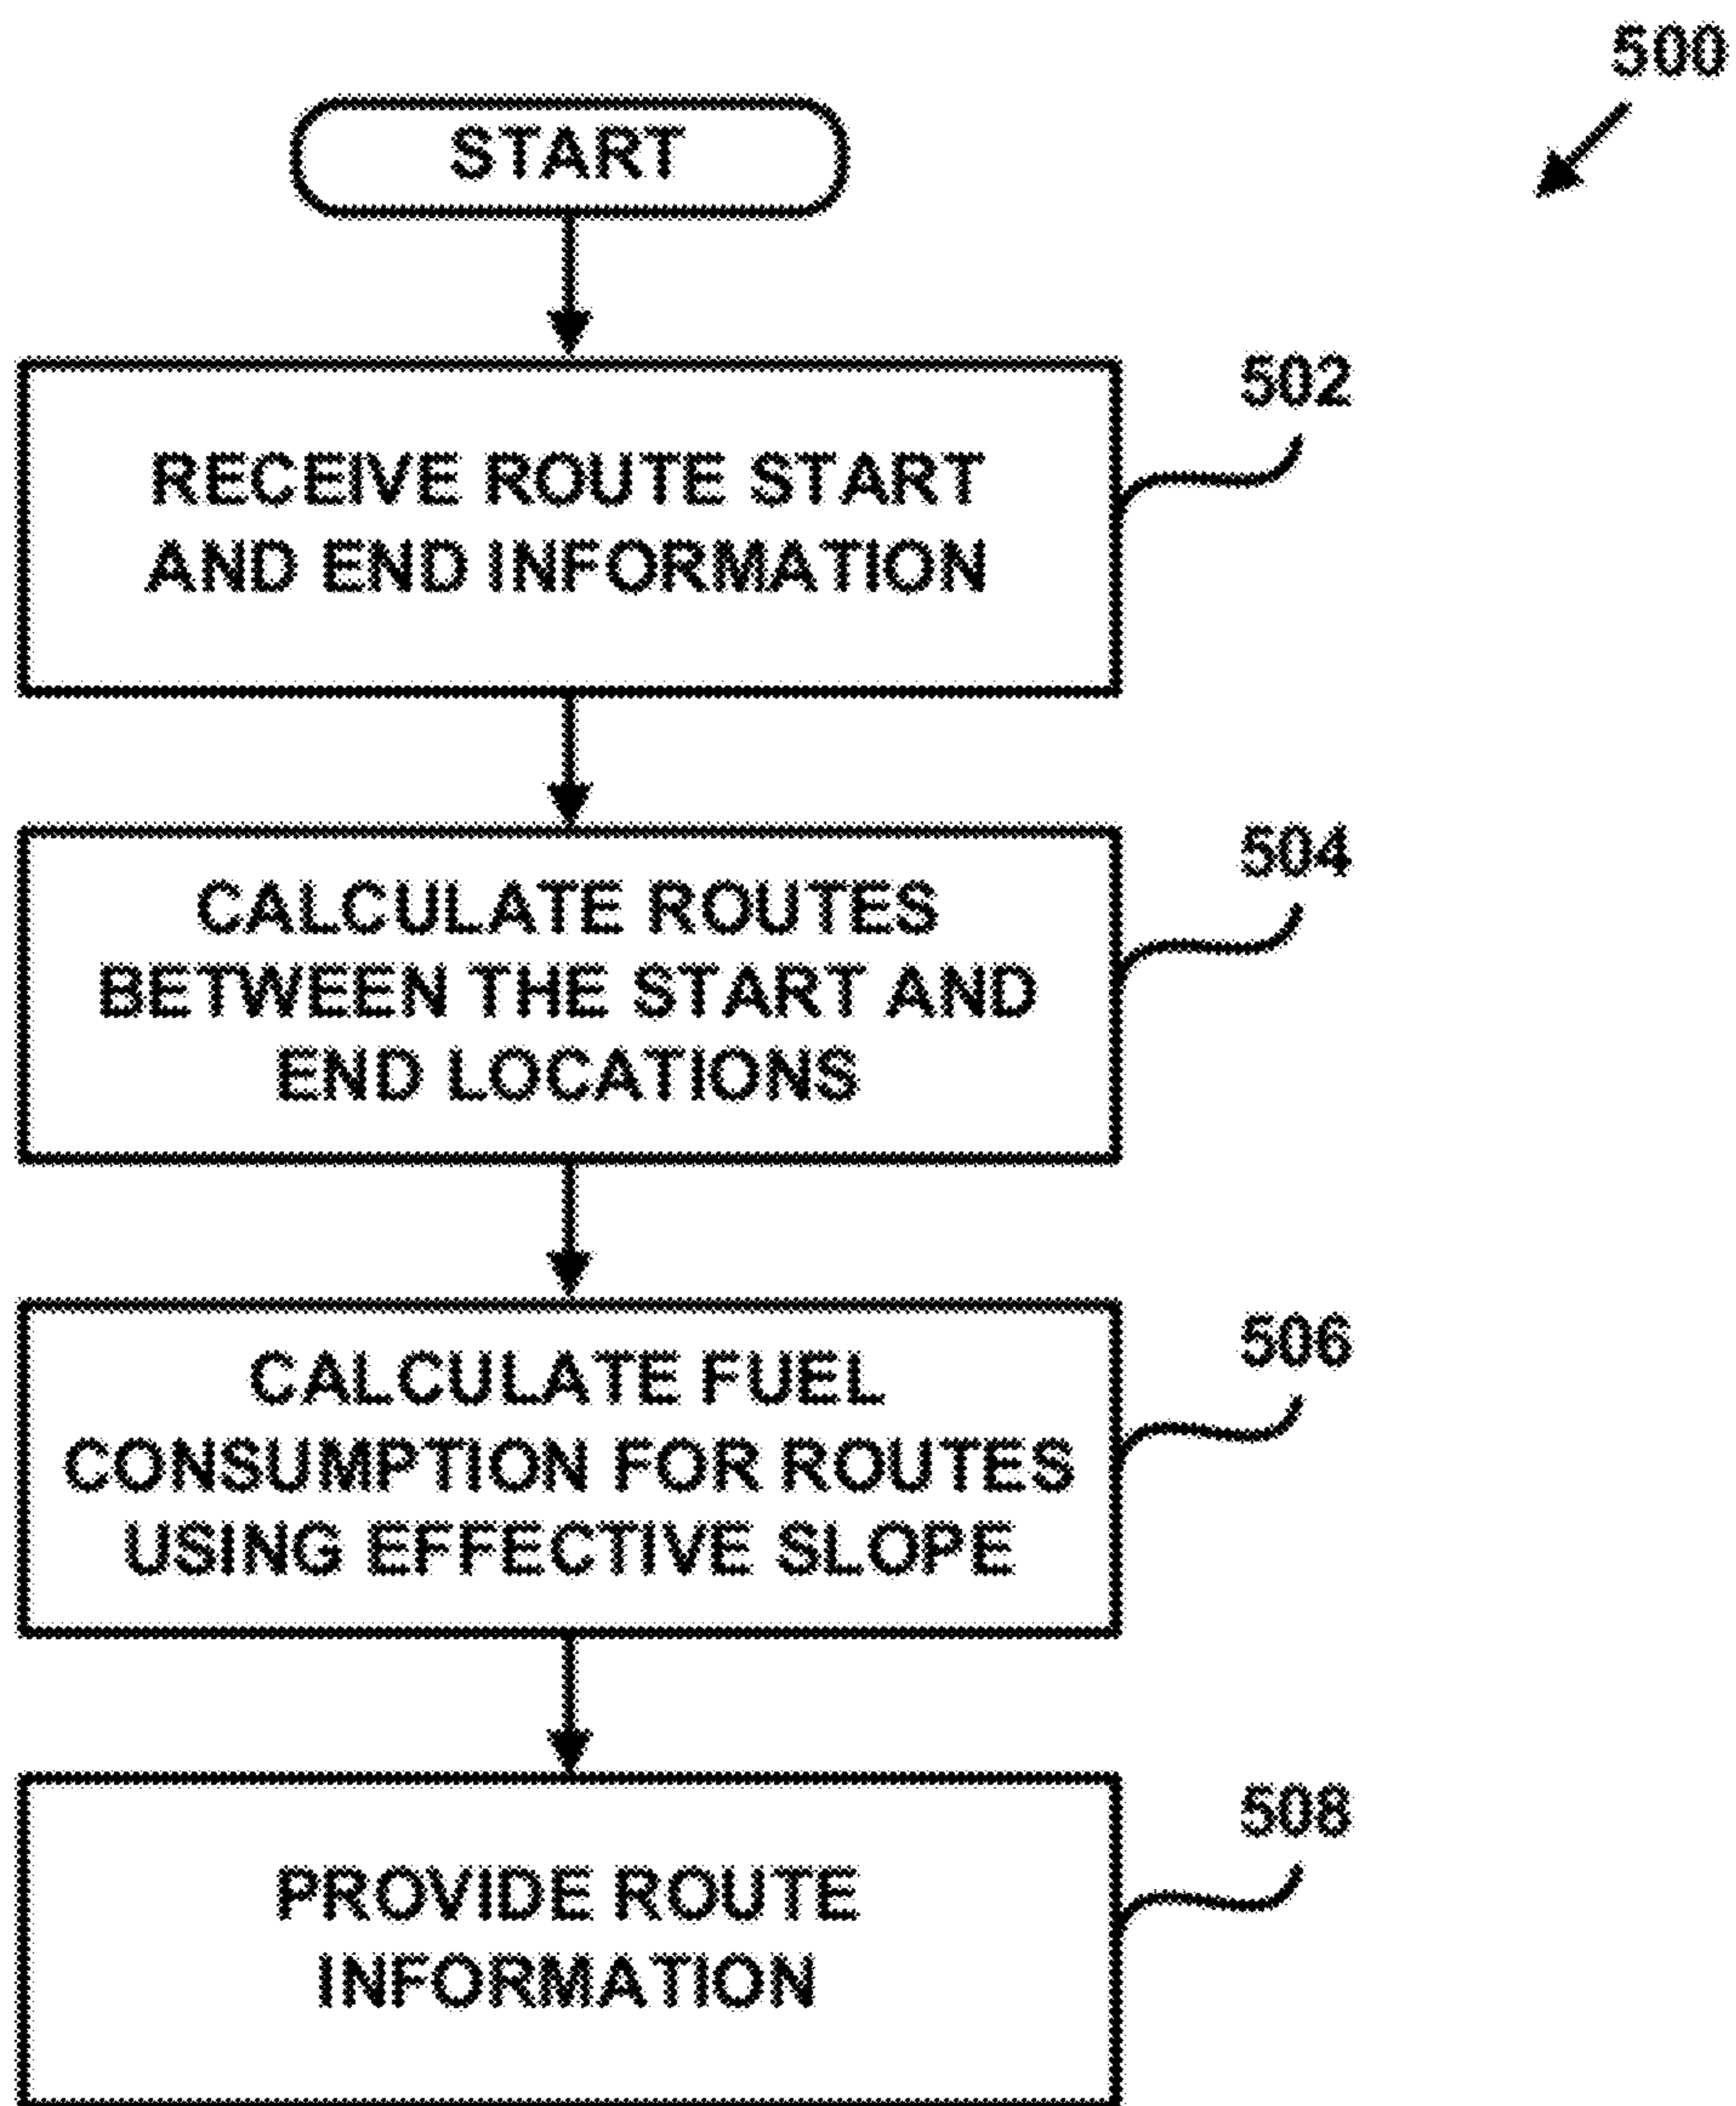 500
START
502
RECEIVE ROUTE START
AND END INFORMATION
504
CALCULATE ROUTES
BETWEEN THE START AND
END LOCATIONS
506
CALCULATE FUEL
CONSUMPTION FOR ROUTES
USING EFFECTIVE SLOPE
508
PROVIDE ROUTE
INFORMATION